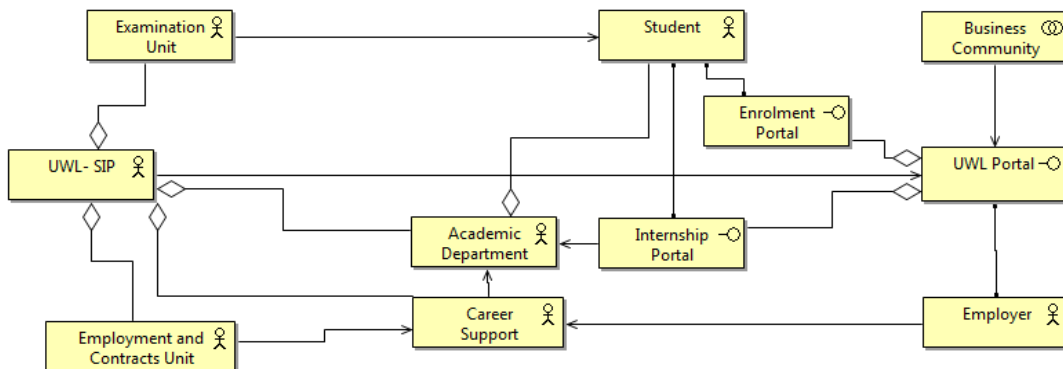 Examination
Unit
Student
Business
Community
Enrolment
Portal
UWL- SIP
UWL Portal
Academic
Department
Internship
Portal
Career
Support
Employer
Employment and
Contracts Unit